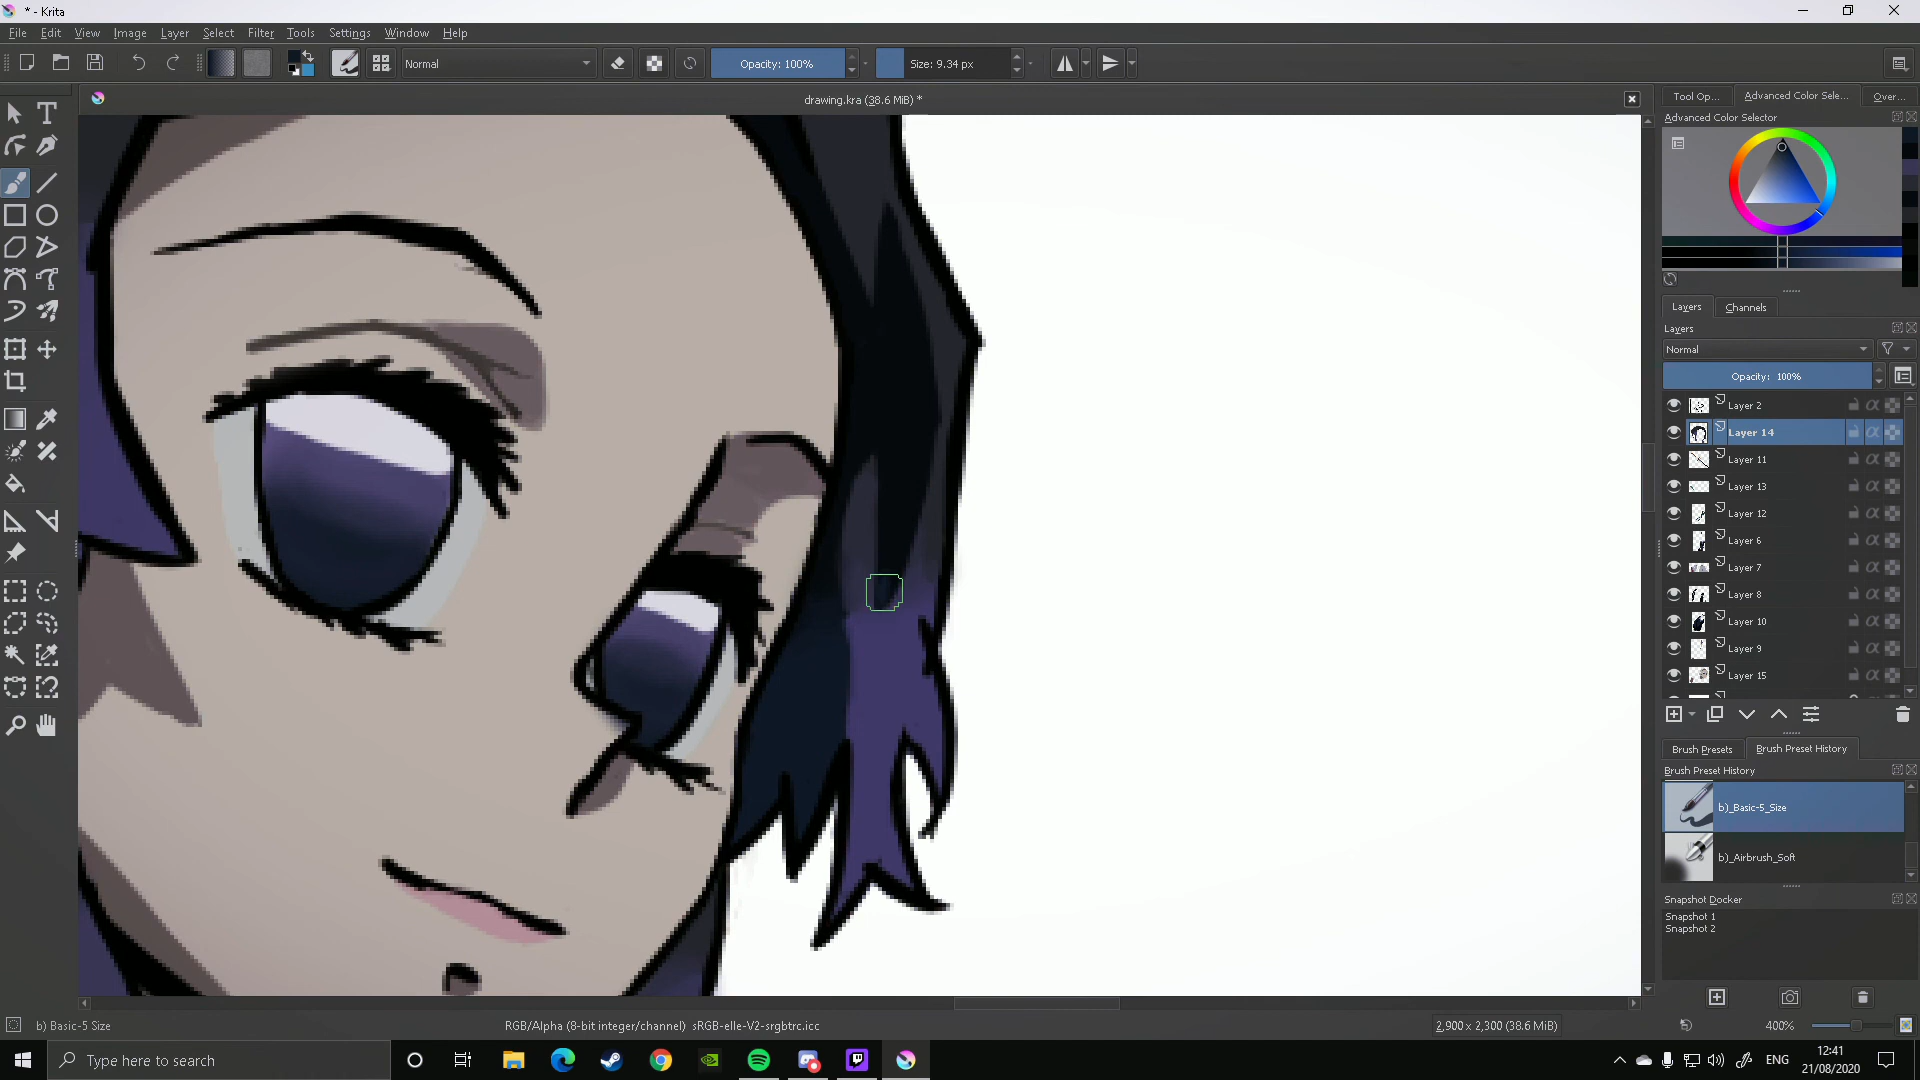 * - Krita
File Edit View Image Layer Select Filter Tools Settings Window Help
Normal Opacity: 100% Size: 9.34 px
drawing.kra (38.6 MiB) *
Tool Op... Advanced Color Sele... Over...
Advanced Color Selector
Layers Channels
Layers
Normal
Opacity: 100%
Layer 2
Layer 14
Layer 11
Layer 13
Layer 12
Layer 6
Layer 7
Layer 8
Layer 10
Layer 9
Layer 15
Brush Presets Brush Preset History
Brush Preset History
b)_Basic-5_Size
b)_Airbrush_Soft
Snapshot Docker
Snapshot 1
Snapshot 2
b) Basic-5 Size RGB/Alpha (8-bit integer/channel) sRGB-elle-V2-srgbtrc.icc 2,900 x 2,300 (38.6 MiB) 400%
Type here to search ENG 12:41
21/08/2020